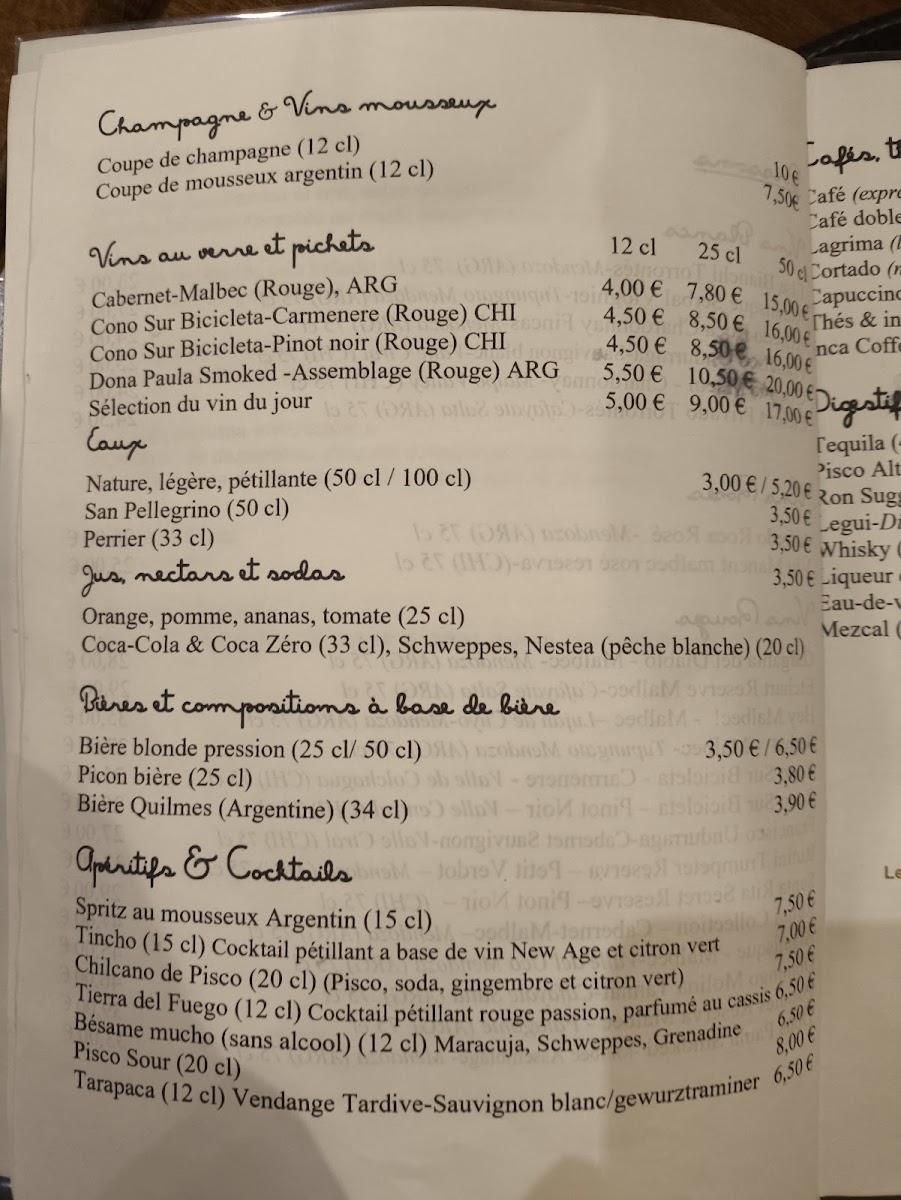 Champagne & Vins mousseux
Coupe de champagne (12 cl) 10€
Coupe de mousseux argentin (12 cl) 7,50€
Vins au verre et pichets 12 cl 25 cl 50 cl
Cabernet-Malbec (Rouge), ARG 4,00 € 7,80 € 15,00€
Cono Sur Bicicleta-Carmenere (Rouge) CHI 4,50 € 8,50 € 16,00€
Cono Sur Bicicleta-Pinot noir (Rouge) CHI 4,50 € 8,50 € 16,00€
Dona Paula Smoked -Assemblage (Rouge) ARG 5,50 € 10,50 € 20,00€
Sélection du vin du jour 5,00 € 9,00 € 17,00€
Eaux
Nature, légère, pétillante (50 cl / 100 cl) 3,00 € / 5,20€
San Pellegrino (50 cl) 3,50€
Perrier (33 cl) 3,50€
Jus, nectars et sodas 3,50€
Orange, pomme, ananas, tomate (25 cl)
Coca-Cola & Coca Zéro (33 cl), Schweppes, Nestea (pêche blanche) (20 cl)
Bières et compositions à base de bière
Bière blonde pression (25 cl/ 50 cl) 3,50€ / 6,50€
Picon bière (25 cl) 3,80€
Bière Quilmes (Argentine) (34 cl) 3,90€
Apéritifs & Cocktails
Spritz au mousseux Argentin (15 cl) 7,50€
Tincho (15 cl) Cocktail pétillant a base de vin New Age et citron vert 7,00€
Chilcano de Pisco (20 cl) (Pisco, soda, gingembre et citron vert) 7,50€
Tierra del Fuego (12 cl) Cocktail pétillant rouge passion, parfumé au cassis 6,50€
Bésame mucho (sans alcool) (12 cl) Maracuja, Schweppes, Grenadine 6,50€
Pisco Sour (20 cl) 8,00€
Tarapaca (12 cl) Vendange Tardive-Sauvignon blanc/gewurztraminer 6,50€
Cafés,
Café
Café doble
Lagrima
Cortado
Capuccino
Thés &
Inca
Digestif
Tequila
Pisco
Ron
Legui-
Whisky
Liqueur
Eau-de-
Mezcal
Le